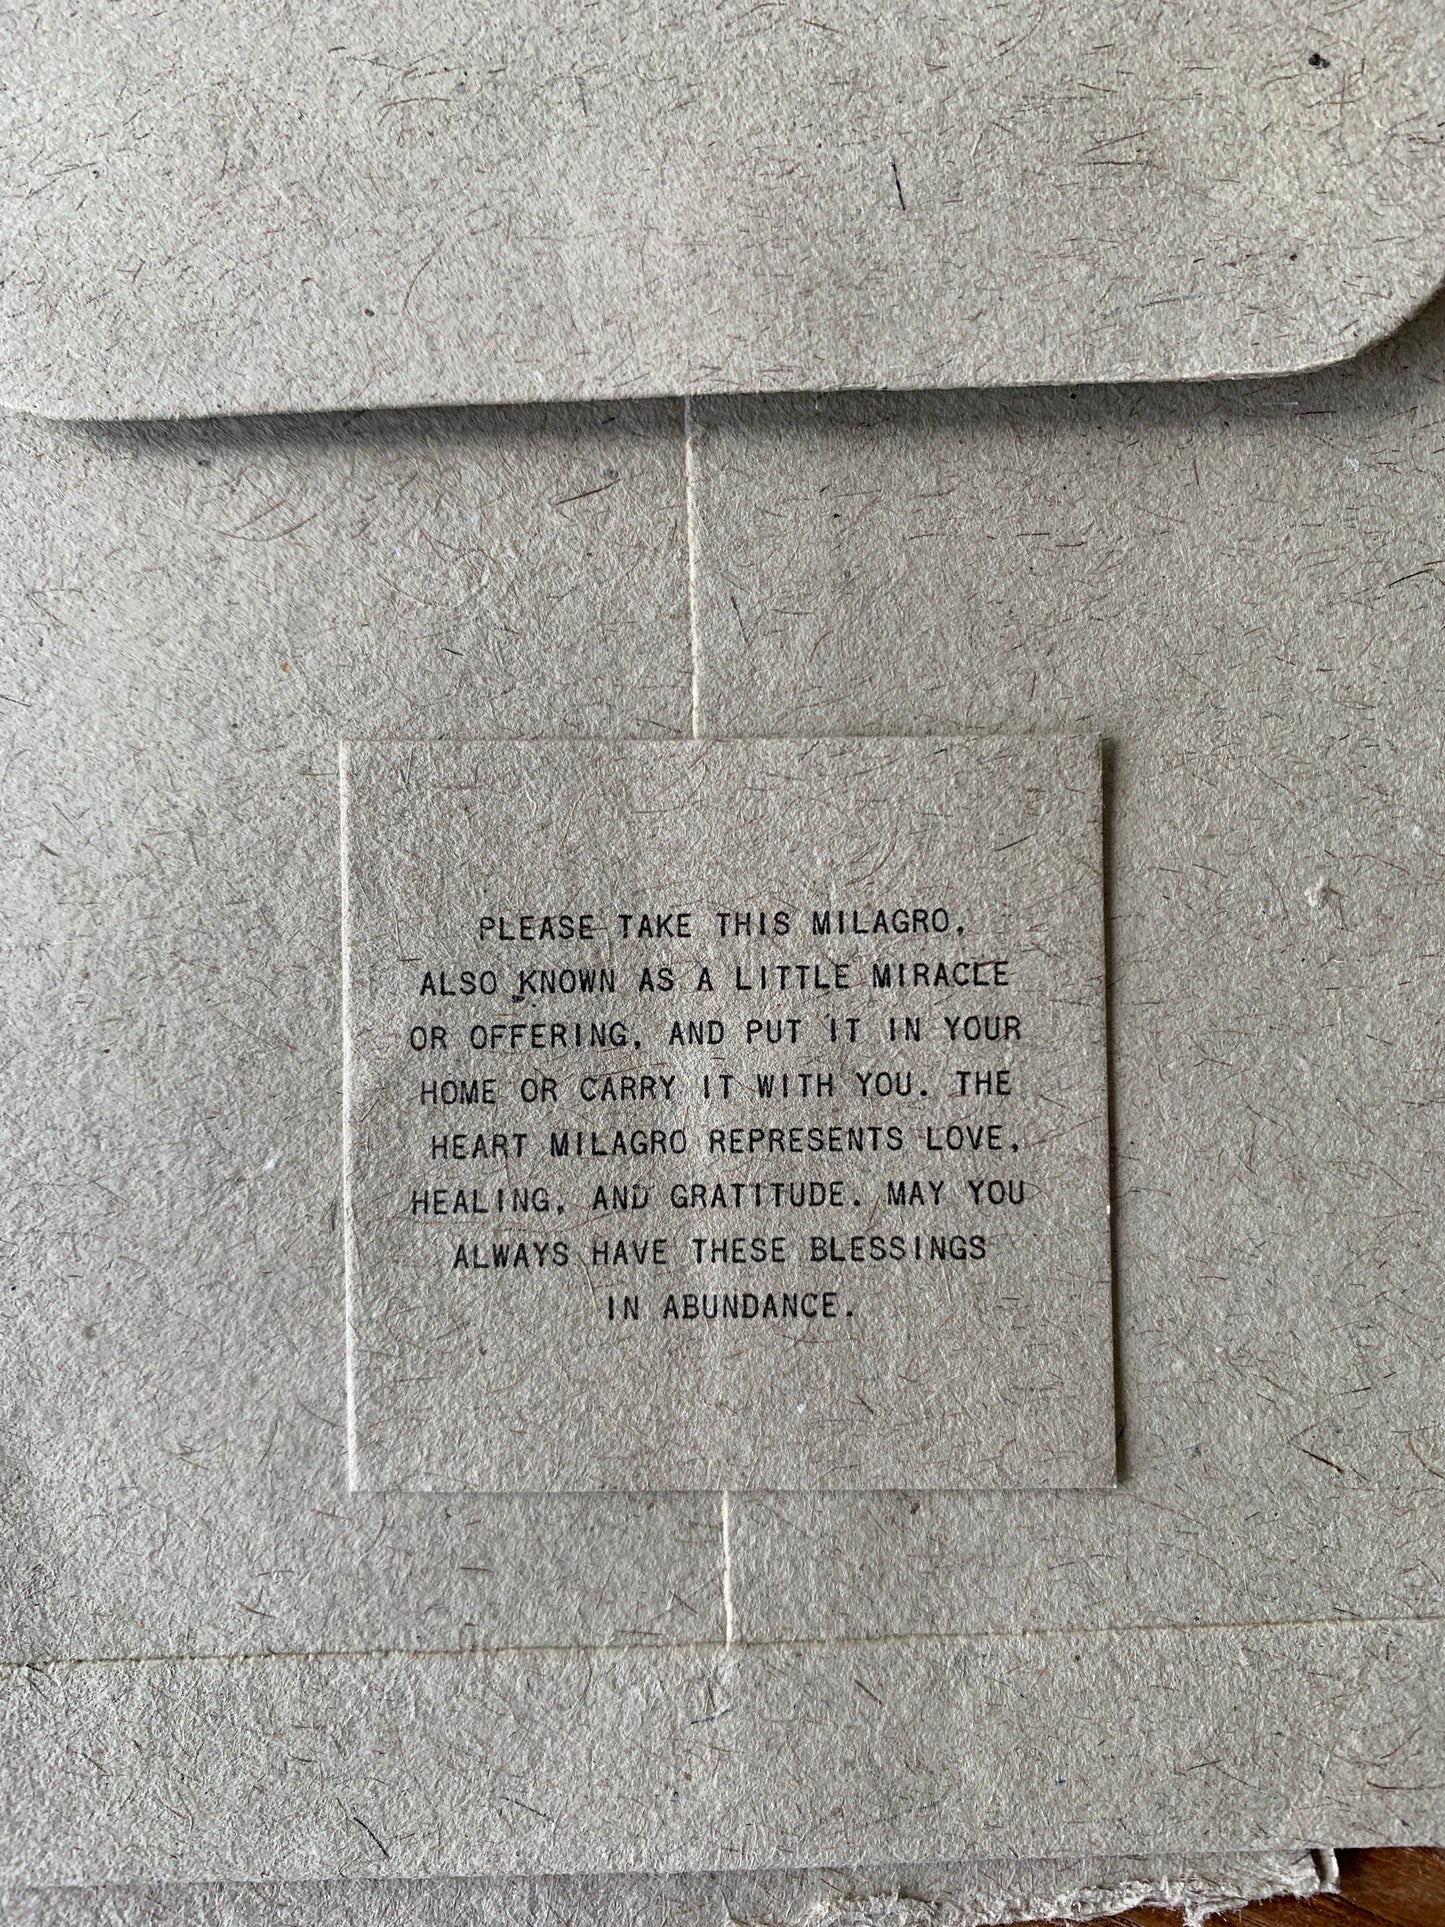 PLEASE TAKE THIS MILAGRO,
ALSO KNOWN AS A LITTLE MIRACLE
OR OFFERING, AND PUT IT IN YOUR
HOME OR CARRY IT WITH YOU. THE
HEART MILAGRO REPRESENTS LOVE,
HEALING, AND GRATITUDE. MAY YOU
ALWAYS HAVE THESE BLESSINGS
IN ABUNDANCE.